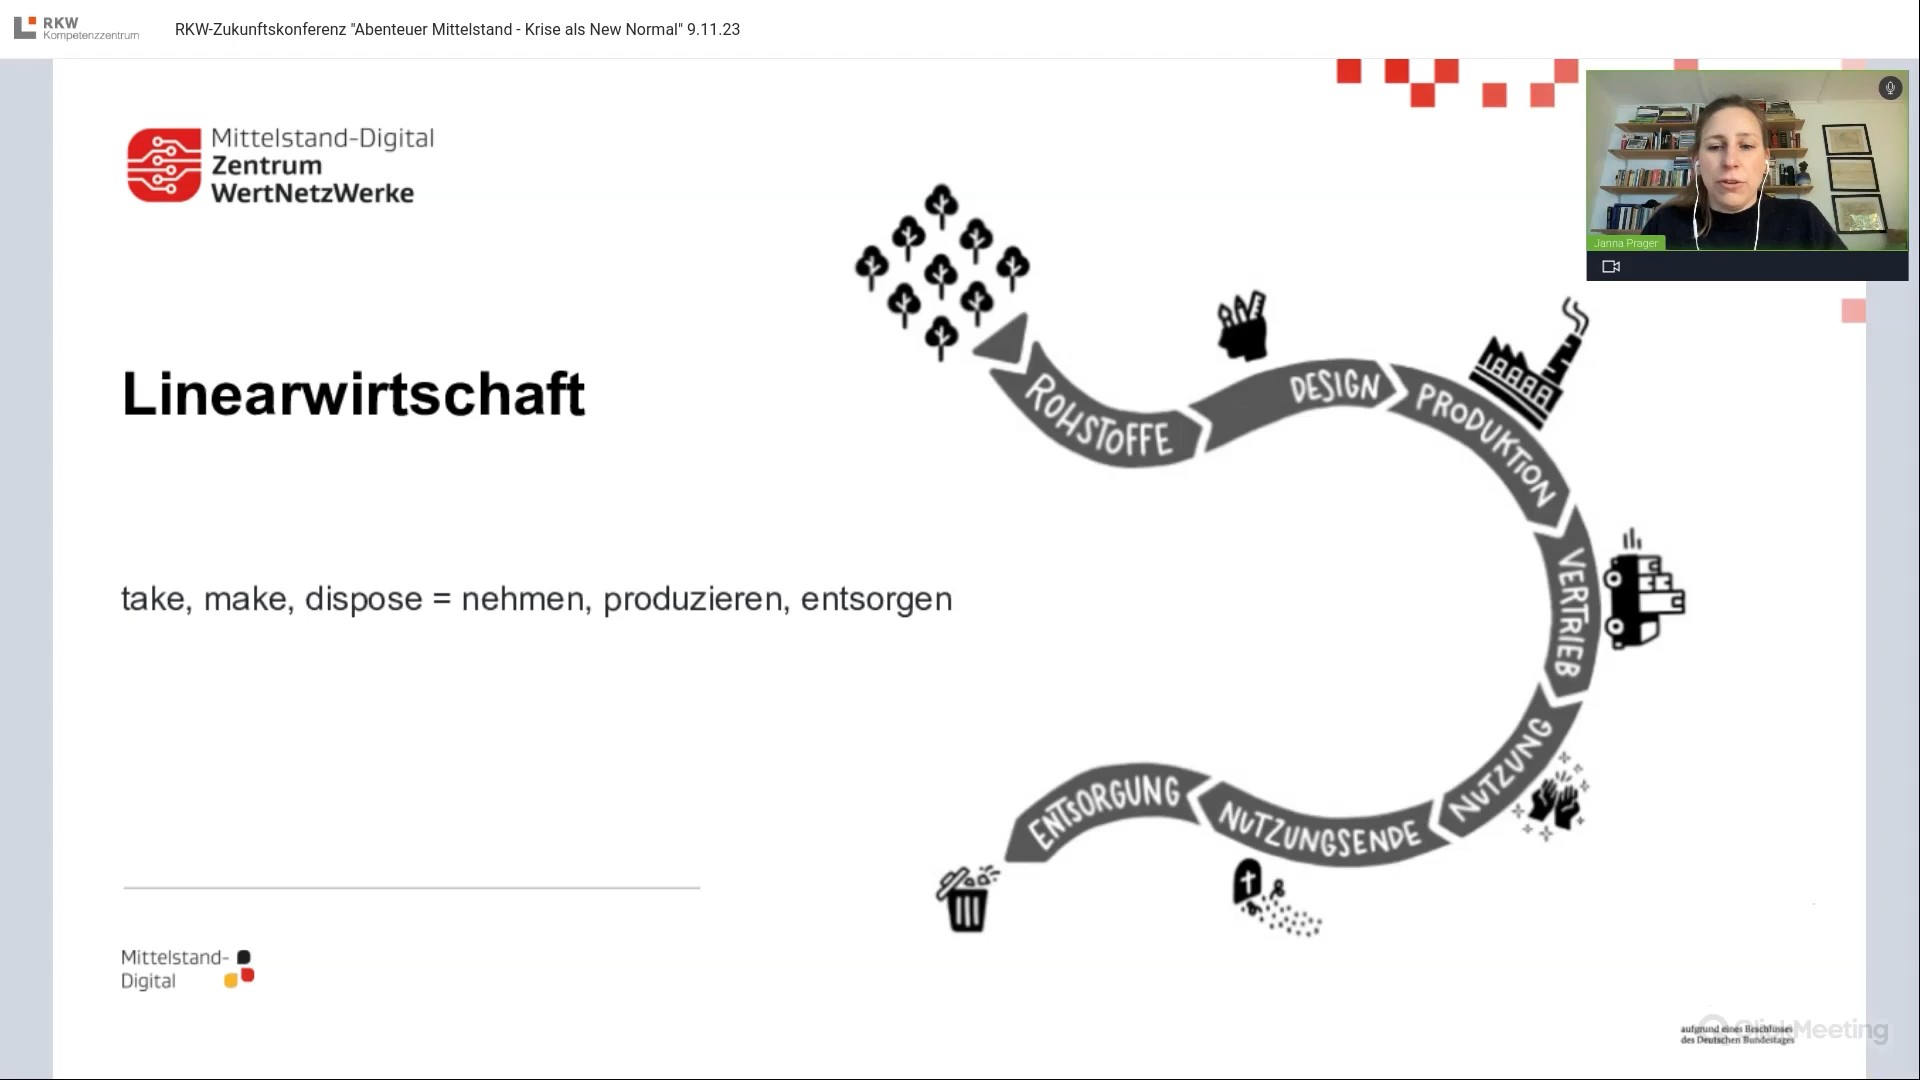 RKW
Kompetenzzentrum
RKW-Zukunftskonferenz "Abenteuer Mittelstand - Krise als New Normal" 9.11.23
Mittelstand-Digital
Zentrum
WertNetzWerke
Janna Prager
Linearwirtschaft
take, make, dispose = nehmen, produzieren, entsorgen
ROHSTOFFE
DESIGN
PRODUKTION
VERTRIEB
NUTZUNG
NUTZUNGSENDE
ENTSORGUNG
Mittelstand-
Digital
aufgrund eines Beschlusses
des Deutschen Bundestages
ClickMeeting